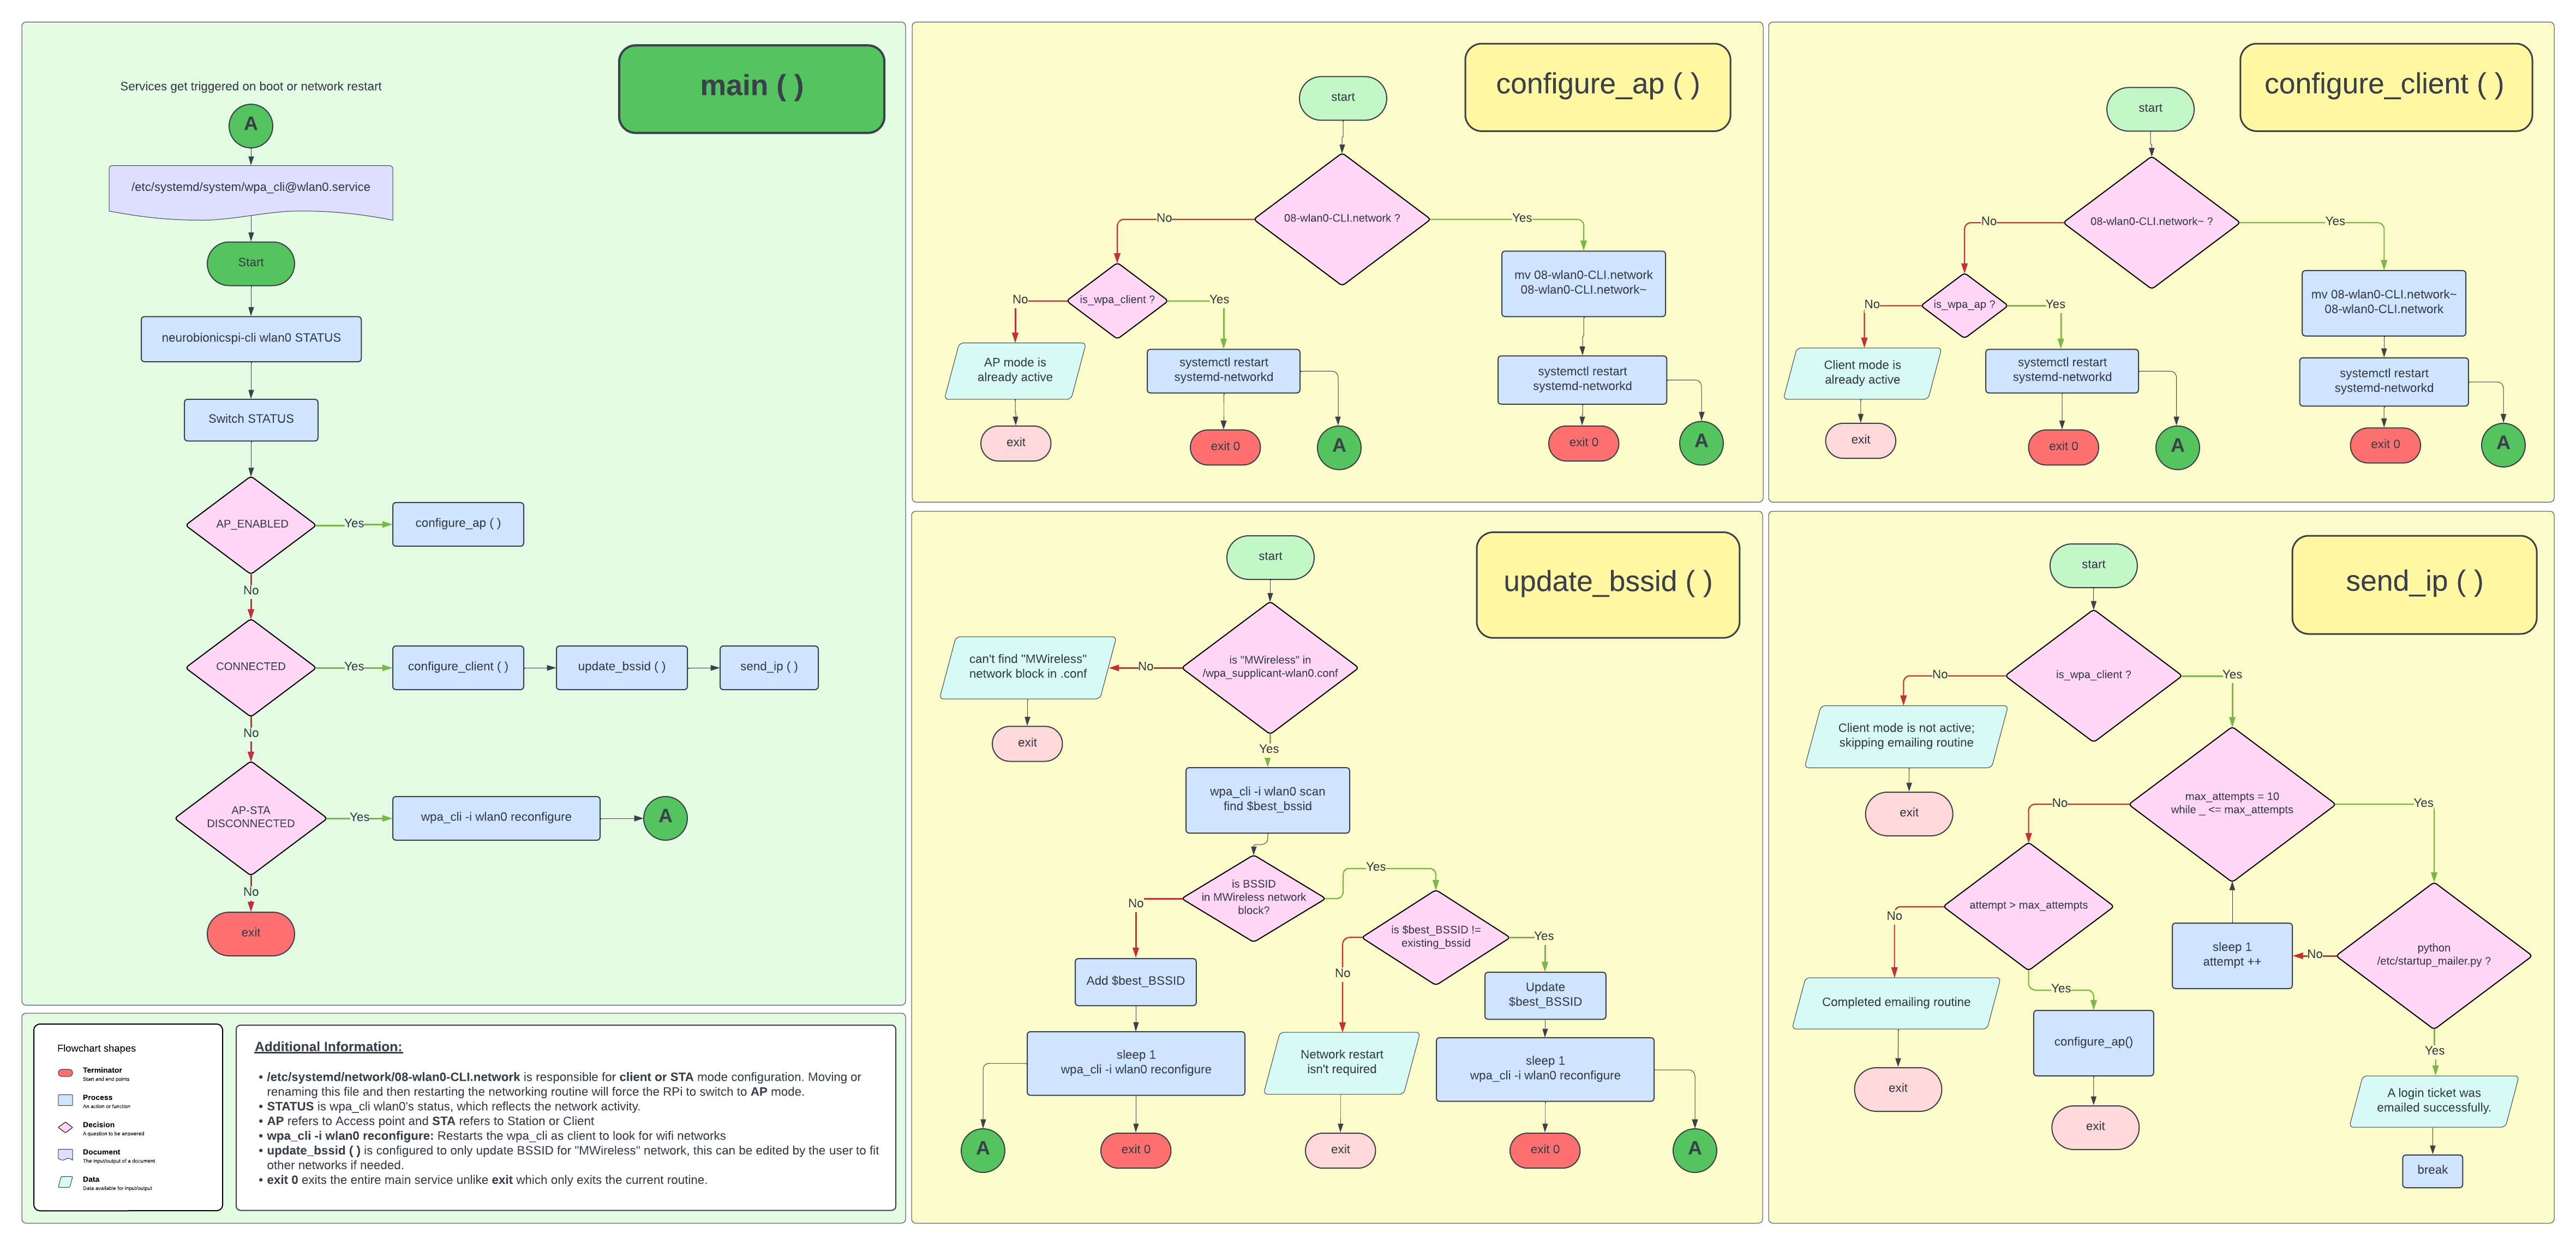 main ( )
Services get triggered on boot or network restart
A
/etc/systemd/system/wpa_cli@wlan0.service
Start
neurobionicspi-cli wlan0 STATUS
Switch STATUS
AP_ENABLED
Yes
configure_ap ( )
No
CONNECTED
Yes
configure_client ( )
update_bssid ( )
send_ip ( )
No
AP-STA
DISCONNECTED
Yes
wpa_cli -i wlan0 reconfigure
A
No
exit
Flowchart shapes
Terminator
Start and end points
Process
An action or function
Decision
A question to be answered
Document
The input/output of a document
Data
Data available for input/output
Additional Information:
• /etc/systemd/network/08-wlan0-CLI.network is responsible for client or STA mode configuration. Moving or
renaming this file and then restarting the networking routine will force the RPi to switch to AP mode.
• STATUS is wpa_cli wlan0's status, which reflects the network activity.
• AP refers to Access point and STA refers to Station or Client
• wpa_cli -i wlan0 reconfigure: Restarts the wpa_cli as client to look for wifi networks
• update_bssid ( ) is configured to only update BSSID for "MWireless" network, this can be edited by the user to fit
other networks if needed.
• exit 0 exits the entire main service unlike exit which only exits the current routine.
configure_ap ( )
start
08-wlan0-CLI.network ?
No
Yes
is_wpa_client ?
No
Yes
mv 08-wlan0-CLI.network
08-wlan0-CLI.network~
AP mode is
already active
systemctl restart
systemd-networkd
systemctl restart
systemd-networkd
exit
exit 0
A
exit 0
A
configure_client ( )
start
08-wlan0-CLI.network~ ?
No
Yes
is_wpa_ap ?
No
Yes
mv 08-wlan0-CLI.network~
08-wlan0-CLI.network
Client mode is
already active
systemctl restart
systemd-networkd
systemctl restart
systemd-networkd
exit
exit 0
A
exit 0
A
update_bssid ( )
start
is "MWireless" in
/wpa_supplicant-wlan0.conf
No
can't find "MWireless"
network block in .conf
exit
Yes
wpa_cli -i wlan0 scan
find $best_bssid
is BSSID
in MWireless network
block?
Yes
No
is $best_BSSID !=
existing_bssid
No
Yes
Add $best_BSSID
Update
$best_BSSID
sleep 1
wpa_cli -i wlan0 reconfigure
Network restart
isn't required
sleep 1
wpa_cli -i wlan0 reconfigure
A
exit 0
exit
exit 0
A
send_ip ( )
start
is_wpa_client ?
No
Yes
Client mode is not active;
skipping emailing routine
exit
max_attempts = 10
while _ <= max_attempts
No
Yes
attempt > max_attempts
No
Yes
sleep 1
attempt ++
No
python
/etc/startup_mailer.py ?
Completed emailing routine
configure_ap()
exit
exit
Yes
A login ticket was
emailed successfully.
break